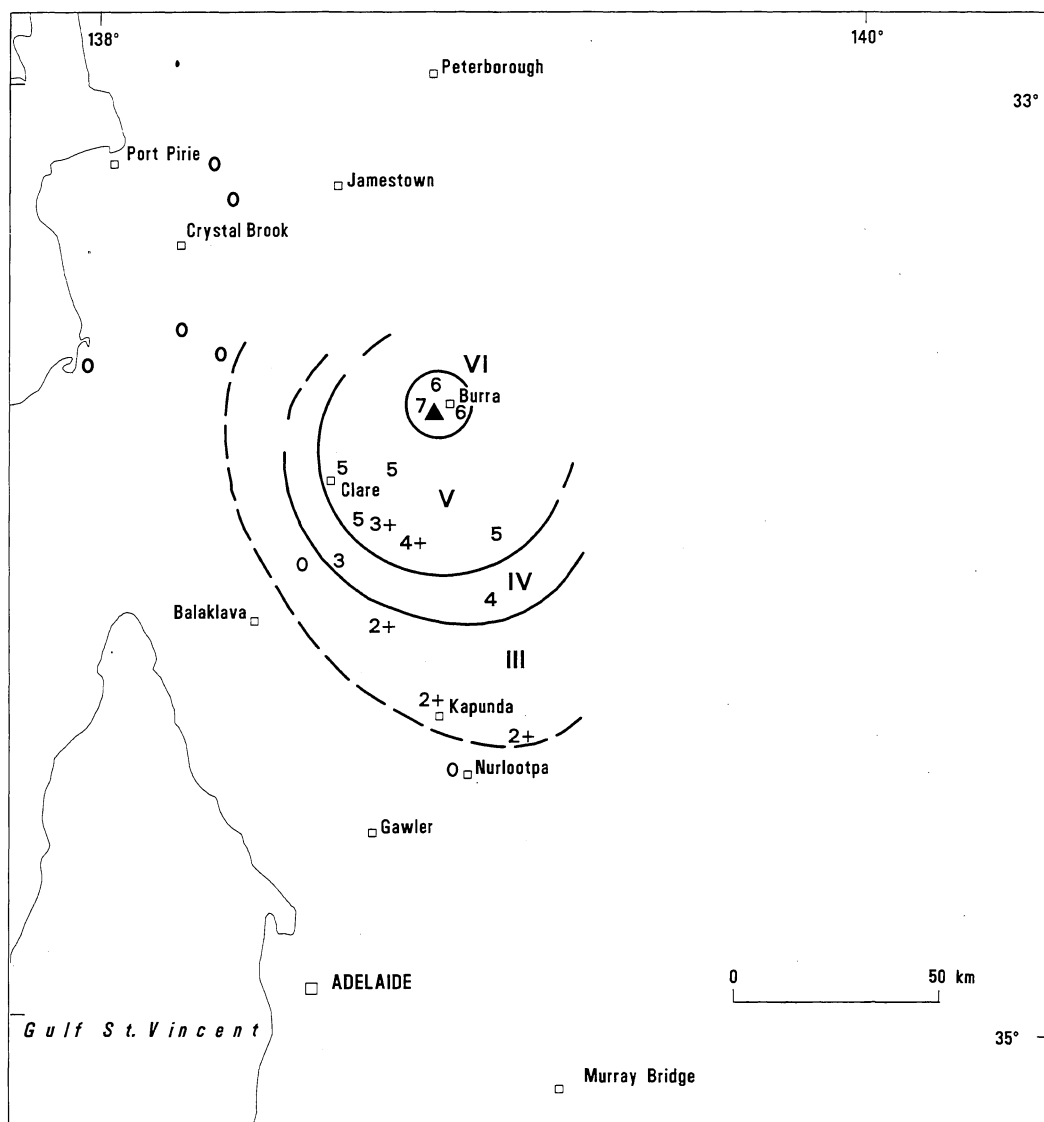 138° 140°
Peterborough
33°
Port Pirie O
Jamestown
O
Crystal Brook
O
O
O
VI
6
Burra
7 6
5 5
Clare
V
5 3+
4+ 5
O 3
IV
4
Balaklava
2+
III
2+
Kapunda
2+
O Nurlootpa
Gawler
0 50 km
ADELAIDE
Gulf St. Vincent
35°
Murray Bridge